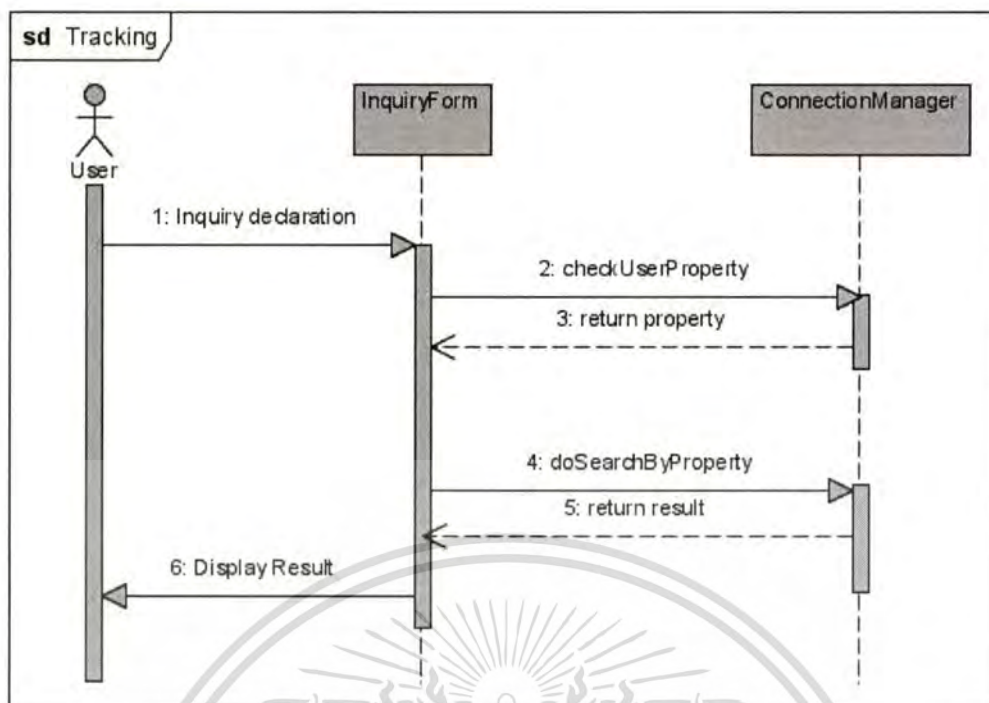 sd Tracking
User
InquiryForm
ConnectionManager
1: Inquiry declaration
2: checkUserProperty
3: return property
4: doSearchByProperty
5: return result
6: Display Result